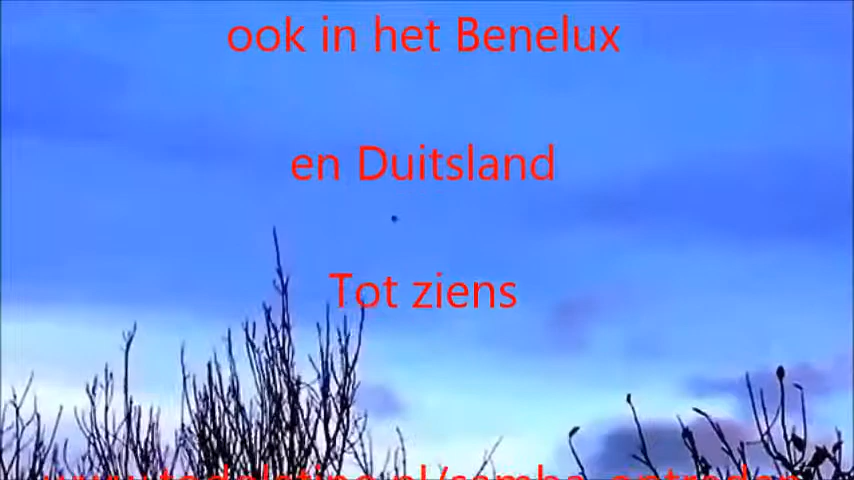 ook in het Benelux
en Duitsland
Tot ziens